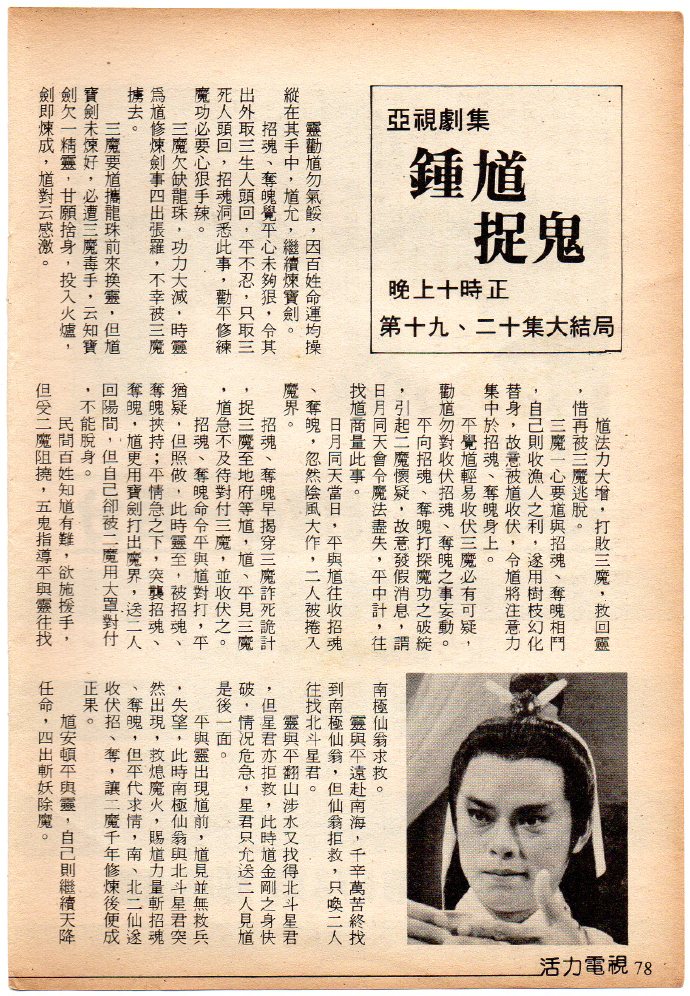 亞視劇集
鍾馗
捉鬼
晚上十時正
第十九、二十集大結局
靈勸馗勿氣餒，因百姓命運均操
縱在其手中，馗尤，繼續煉寶劍。
招魂、奪魄覺平心未夠狠，令其
出外取三生人頭回，平不忍，只取三
死人頭回，招魂洞悉此事，勸平修練
魔功必要心狠手辣。
三魔欠缺龍珠，功力大減，時靈
爲馗修煉劍事四出張羅，不幸被三魔
擄去。
三魔要馗攜龍珠前來換靈，但馗
寶劍未煉好，必遭三魔毒手，云知寶
劍欠一精靈，甘願捨身，投入火爐，
劍即煉成，馗對云感激。
馗法力大增，打敗三魔，救回靈
，惜再被三魔逃脫。
三魔一心要馗與招魂、奪魄相鬥
，自己則收漁人之利，遂用樹枝幻化
替身，故意被馗收伏，令馗將注意力
集中於招魂、奪魄身上。
平覺馗輕易收伏三魔必有可疑，
勸馗勿對收伏招魂、奪魄之事妄動。
平向招魂、奪魄打探魔功之破綻
，引起二魔懷疑，故意發假消息，謂
日月同天會令魔法盡失，平中計，往
找馗商量此事。
日月同天當日，平與馗往收招魂
、奪魄，忽然陰風大作，二人被捲入
魔界。
招魂、奪魄早揭穿三魔詐死詭計
，捉三魔至地府等馗，馗、平見三魔
，馗急不及待對付三魔，並收伏之。
招魂、奪魄命令平與馗對打，平
猶疑，但照做，此時靈至，被招魂、
奪魄挾持；平情急之下，突襲招魂、
奪魄，馗更用寶劍打出魔界，送二人
回陽間，但自己卻被二魔用大罩對付
，不能脫身。
民間百姓知馗有難，欲施援手，
但受二魔阻撓，五鬼指導平與靈往找
南極仙翁求救。
靈與平遠赴南海，千辛萬苦終找
到南極仙翁，但仙翁拒救，只喚二人
往找北斗星君。
靈與平翻山涉水又找得北斗星君
，但星君亦拒救，此時馗金剛之身快
破，情況危急，星君只允送二人見馗
是後一面。
平與靈出現馗前，馗見並無救兵
，失望，此時南極仙翁與北斗星君突
然出現，救熄魔火，賜馗力量斬招魂
、奪魄，但平代求情，南、北二仙遂
收伏招、奪，讓二魔千年修煉後便成
正果。
馗安頓平與靈，自己則繼續天降
任命，四出斬妖除魔。
活力電視 78